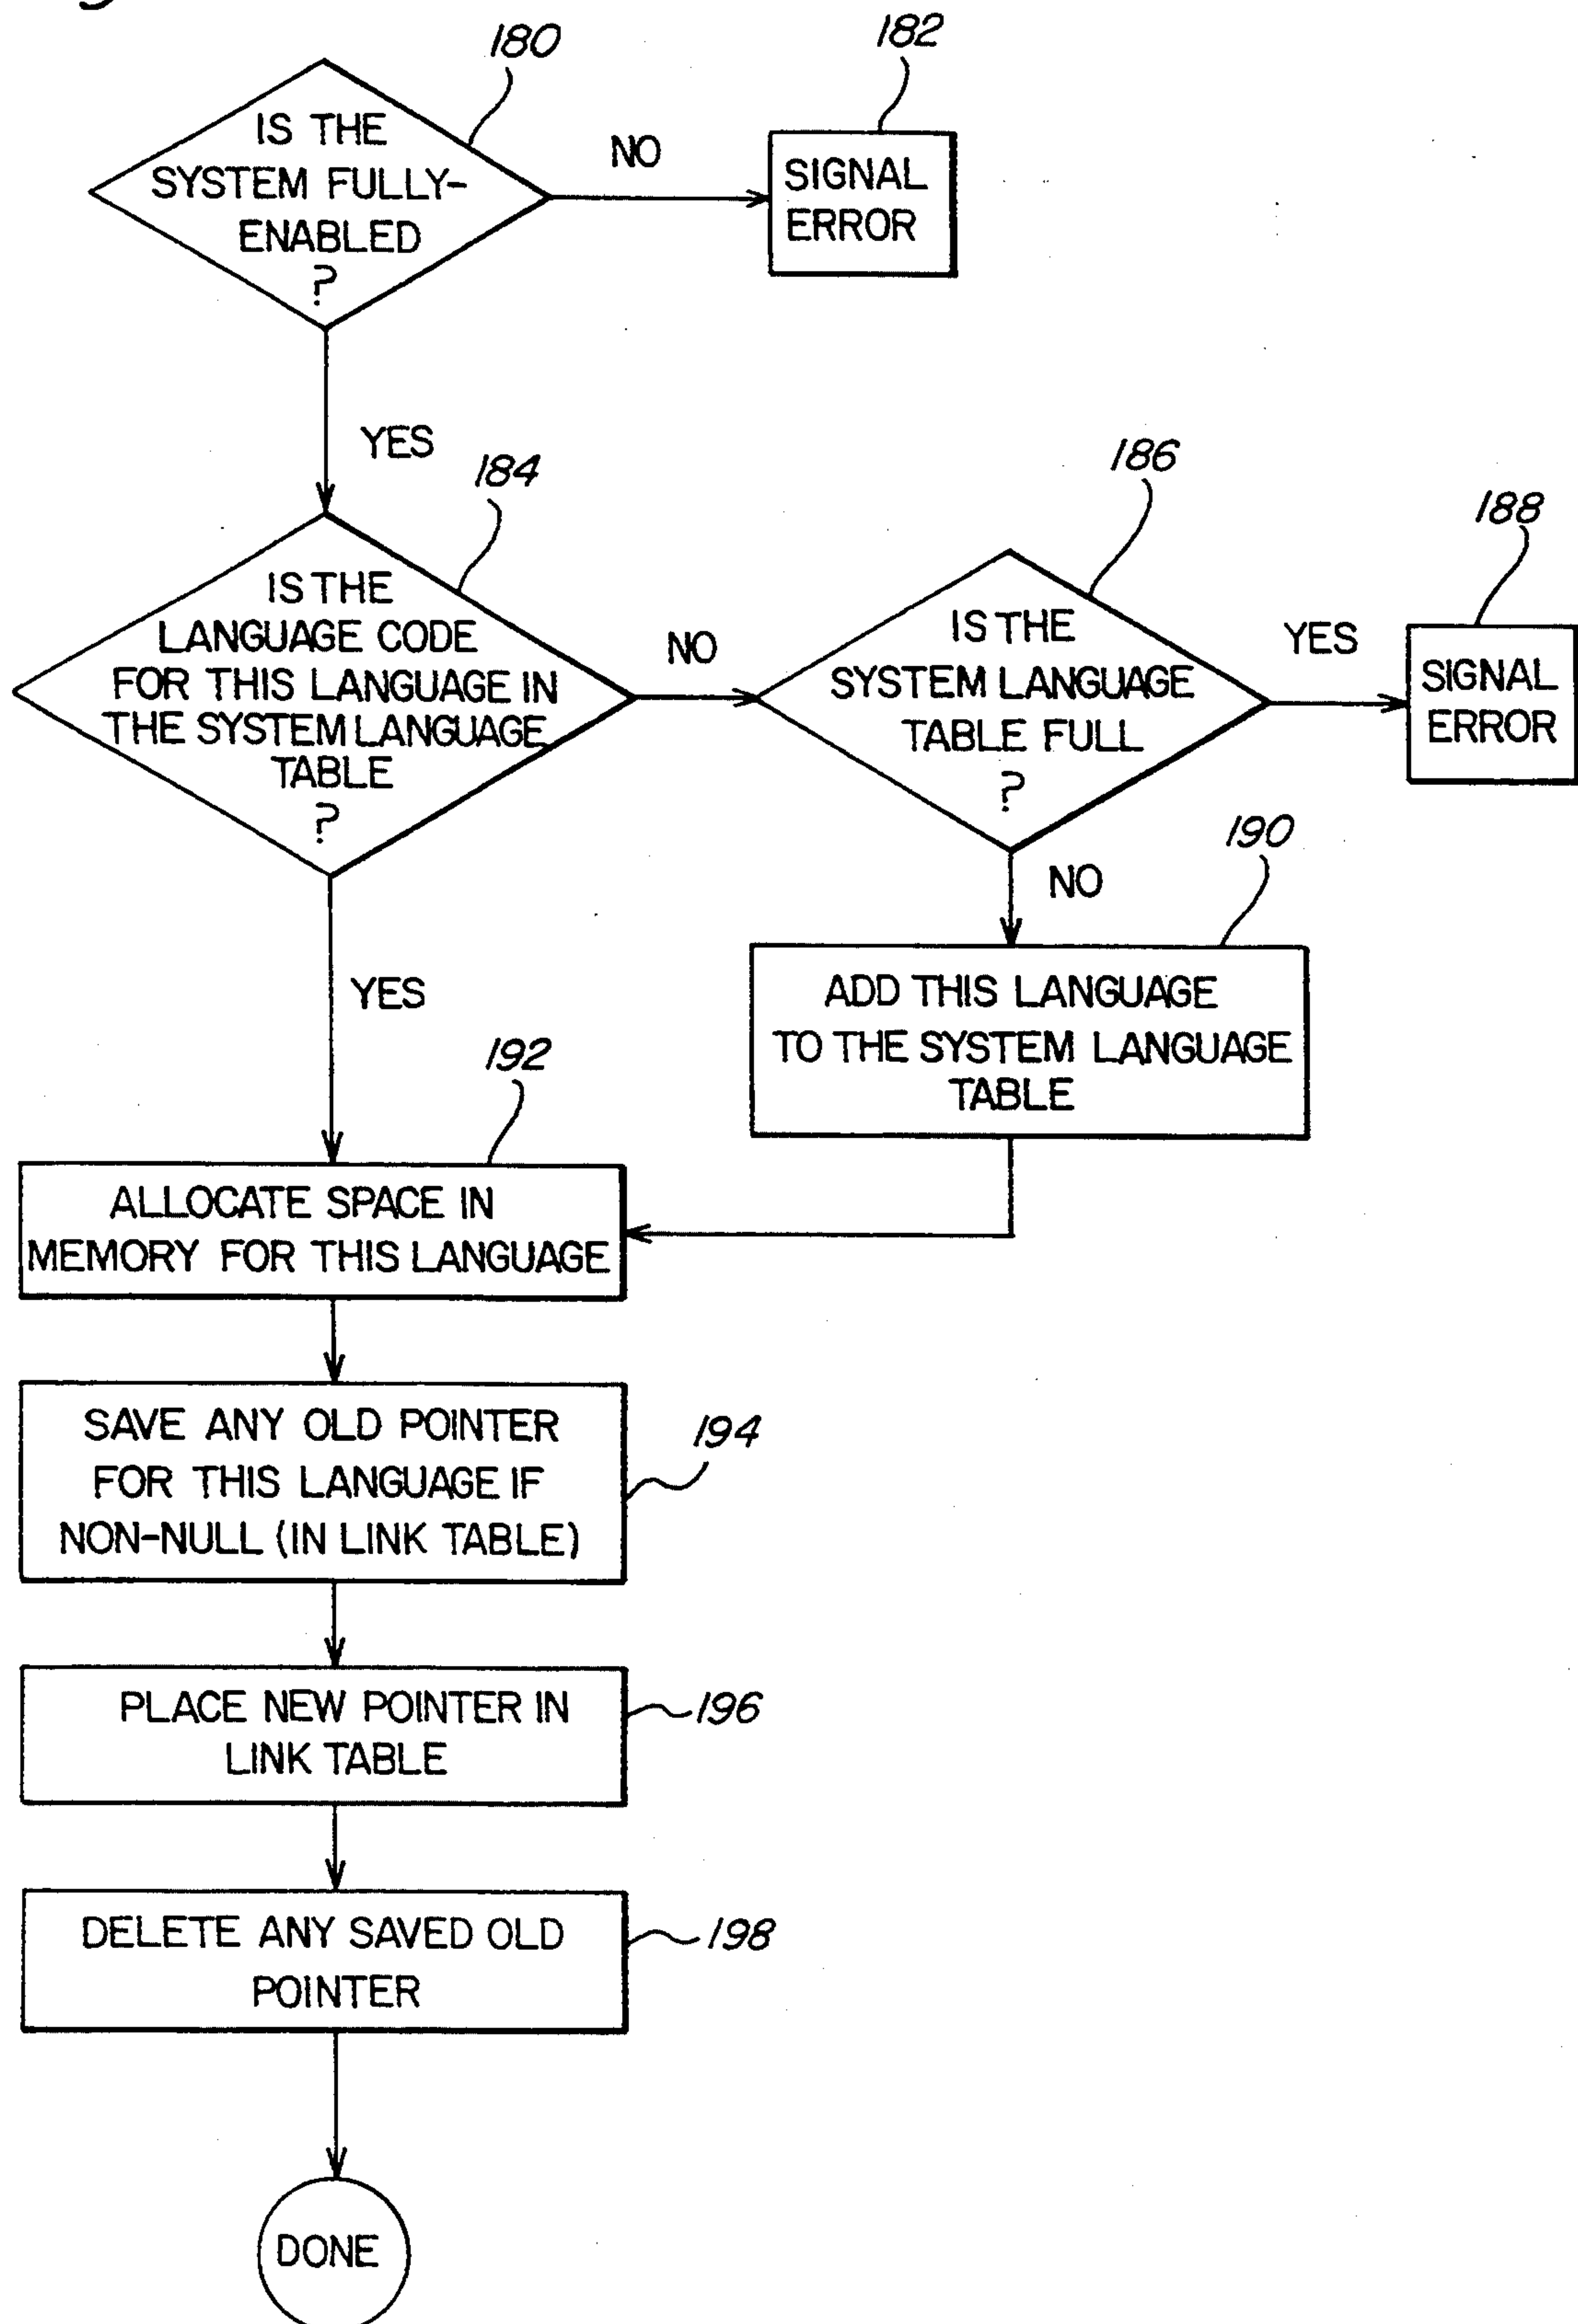 180
182
IS THE
SYSTEM FULLY-
ENABLED
?
NO
SIGNAL
ERROR
YES
184
186
188
IS THE
LANGUAGE CODE
FOR THIS LANGUAGE IN
THE SYSTEM LANGUAGE
TABLE
?
NO
IS THE
SYSTEM LANGUAGE
TABLE FULL
?
YES
SIGNAL
ERROR
NO
190
YES
ADD THIS LANGUAGE
TO THE SYSTEM LANGUAGE
TABLE
192
ALLOCATE SPACE IN
MEMORY FOR THIS LANGUAGE
SAVE ANY OLD POINTER
FOR THIS LANGUAGE IF
NON-NULL (IN LINK TABLE)
194
PLACE NEW POINTER IN
LINK TABLE
196
DELETE ANY SAVED OLD
POINTER
198
DONE